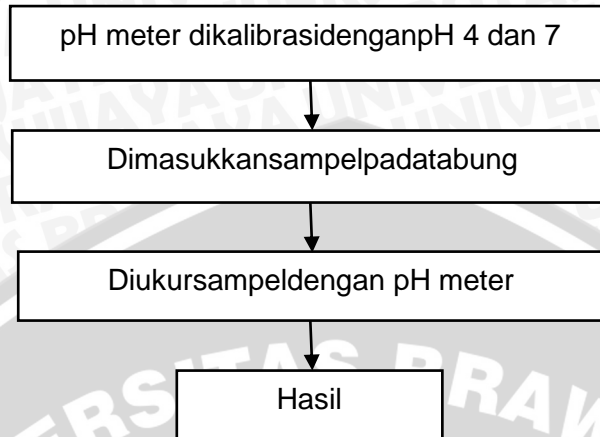 pH meter dikalibrasidenganpH 4 dan 7
Dimasukkansampelpadatabung
Diukursampeldengan pH meter
Hasil